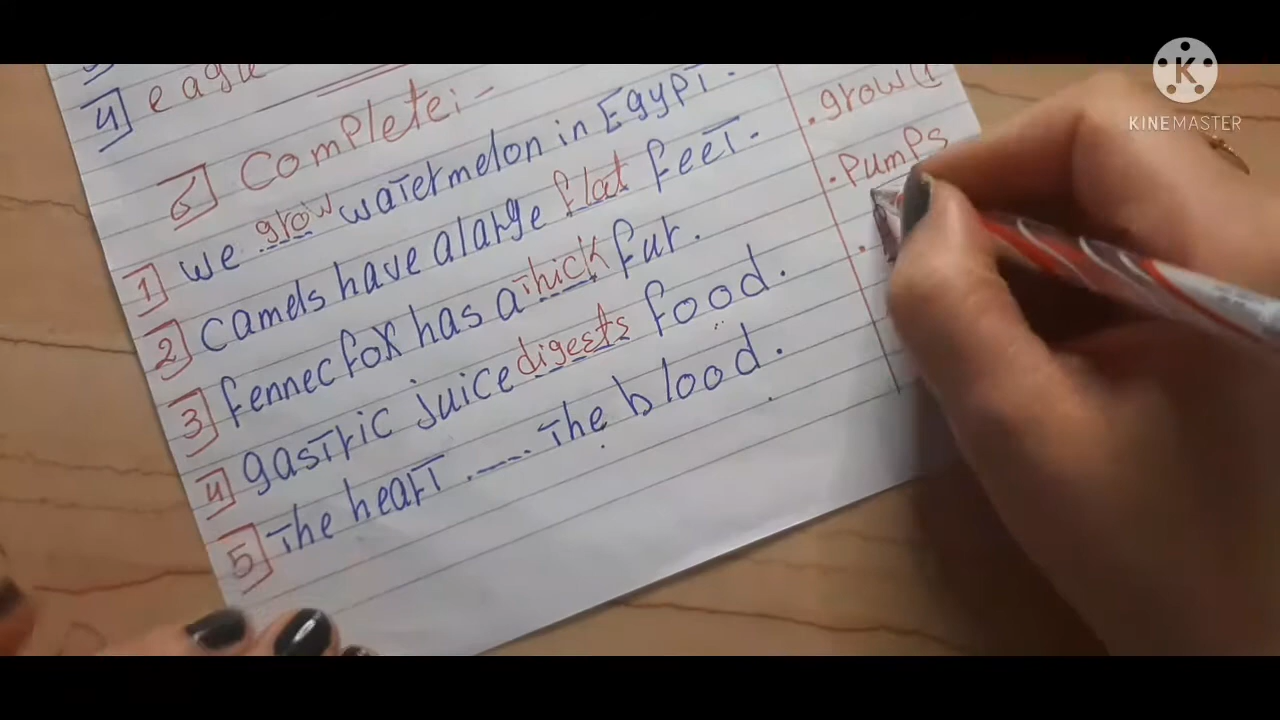 4 eagle
6 Complete:-
1 we grow watermelon in Egypt.
2 Camels have a large flat feet.
3 fennec fox has a thick fur.
4 gastric juice digests food.
5 The heart ..... the blood.
. grow
. Pumps
K
KINEMASTER